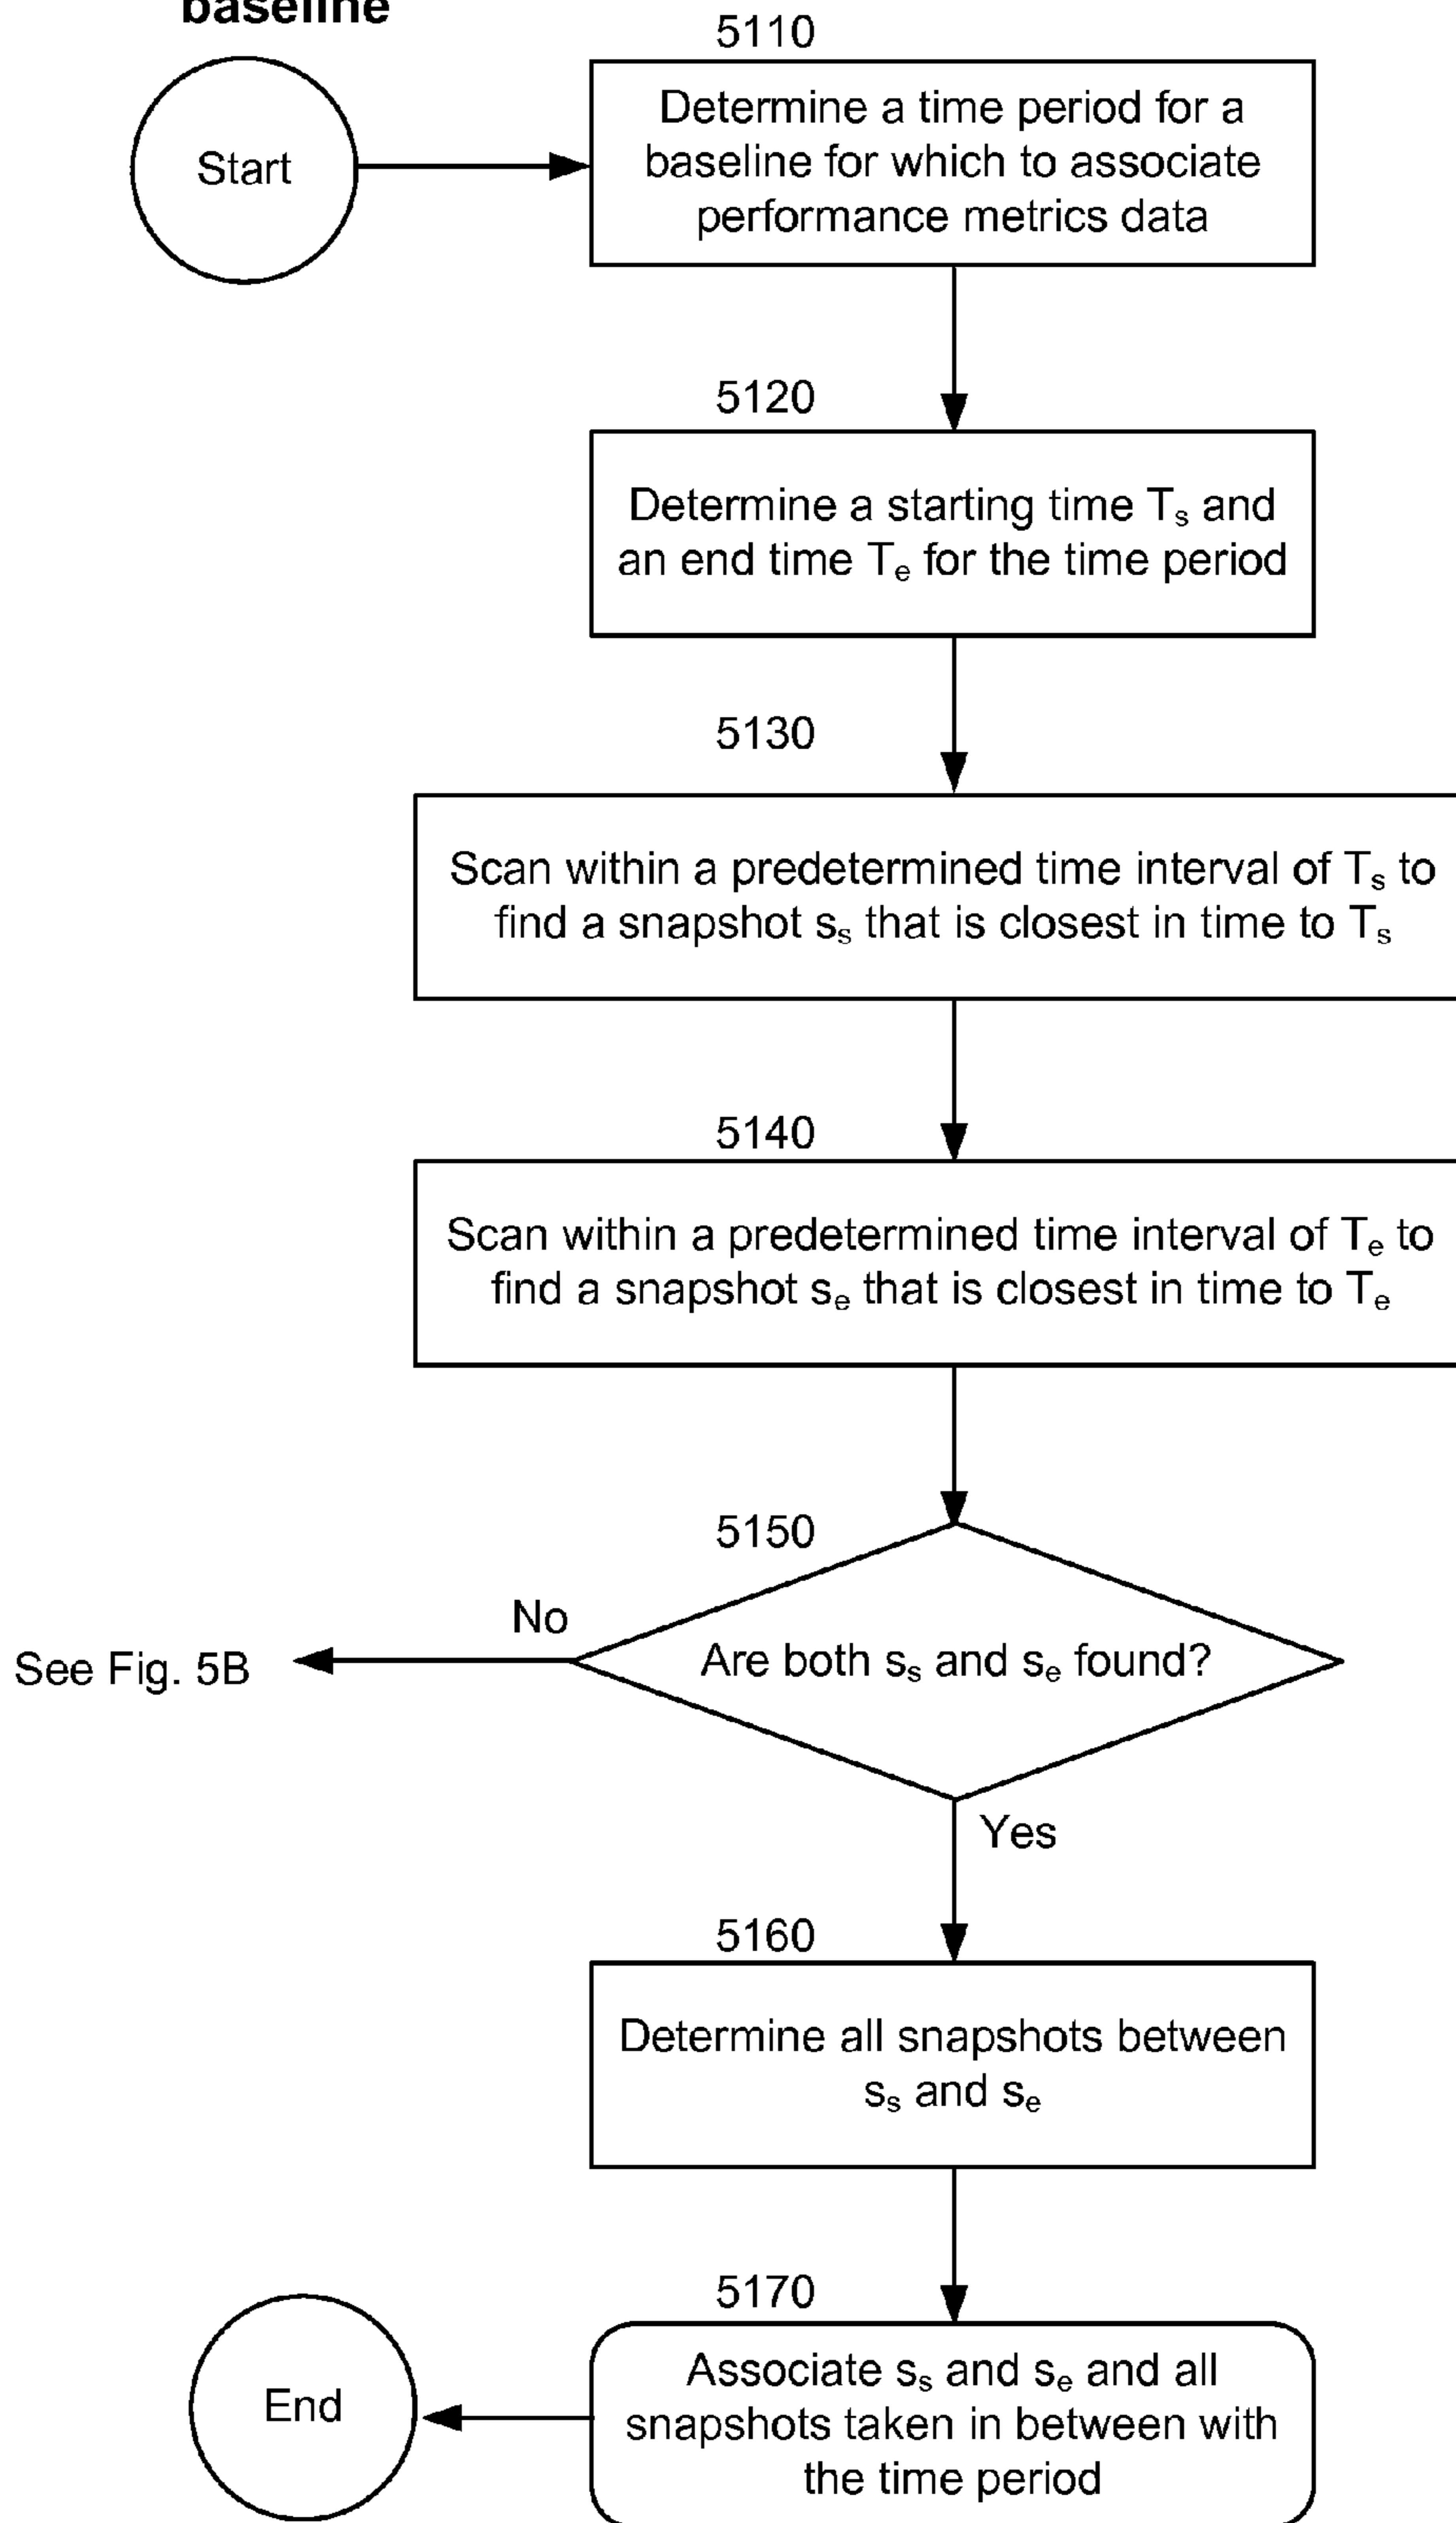 baseline
5110
Start
Determine a time period for a
baseline for which to associate
performance metrics data
5120
Determine a starting time Ts and
an end time Te for the time period
5130
Scan within a predetermined time interval of Ts to
find a snapshot ss that is closest in time to Ts
5140
Scan within a predetermined time interval of Te to
find a snapshot se that is closest in time to Te
5150
No
See Fig. 5B
Are both ss and se found?
Yes
5160
Determine all snapshots between
ss and se
5170
End
Associate ss and se and all
snapshots taken in between with
the time period